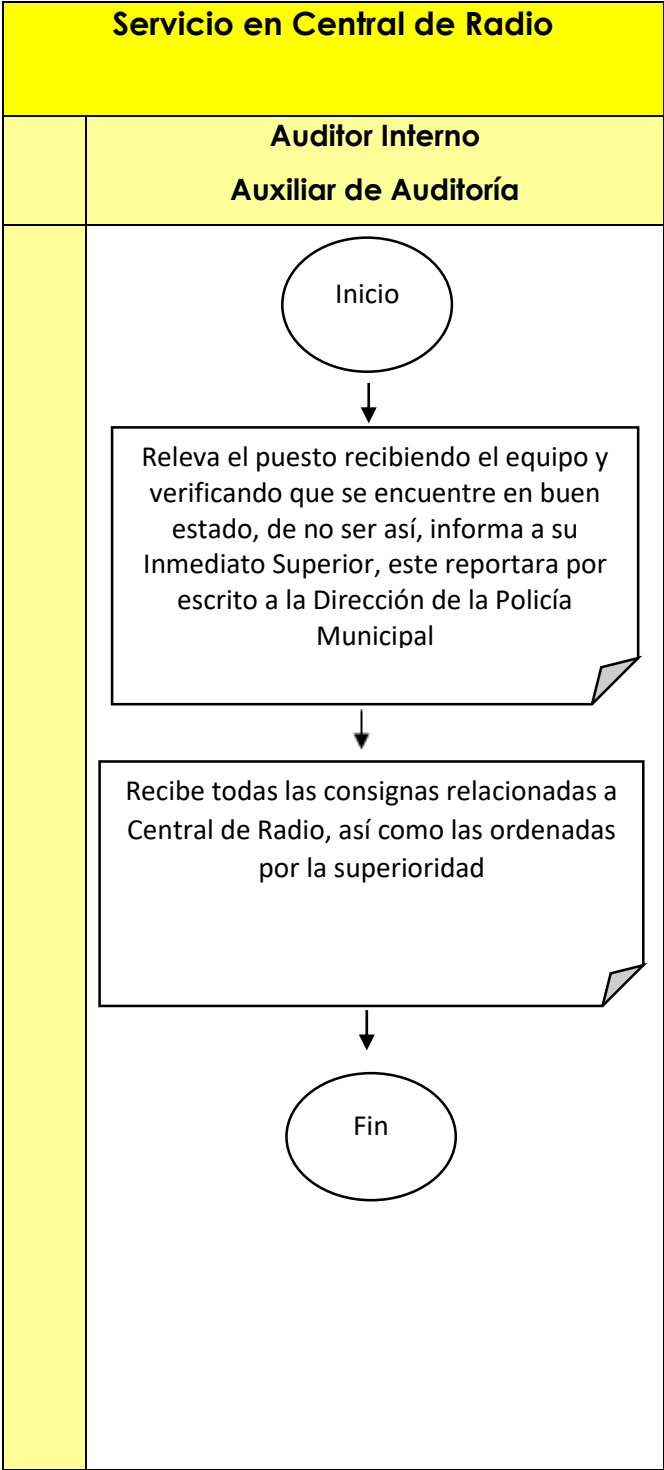 Servicio en Central de Radio
Auditor Interno
Auxiliar de Auditoría
Inicio
Releva el puesto recibiendo el equipo y
verificando que se encuentre en buen
estado, de no ser así, informa a su
Inmediato Superior, este reportara por
escrito a la Dirección de la Policía
Municipal
Recibe todas las consignas relacionadas a
Central de Radio, así como las ordenadas
por la superioridad
Fin